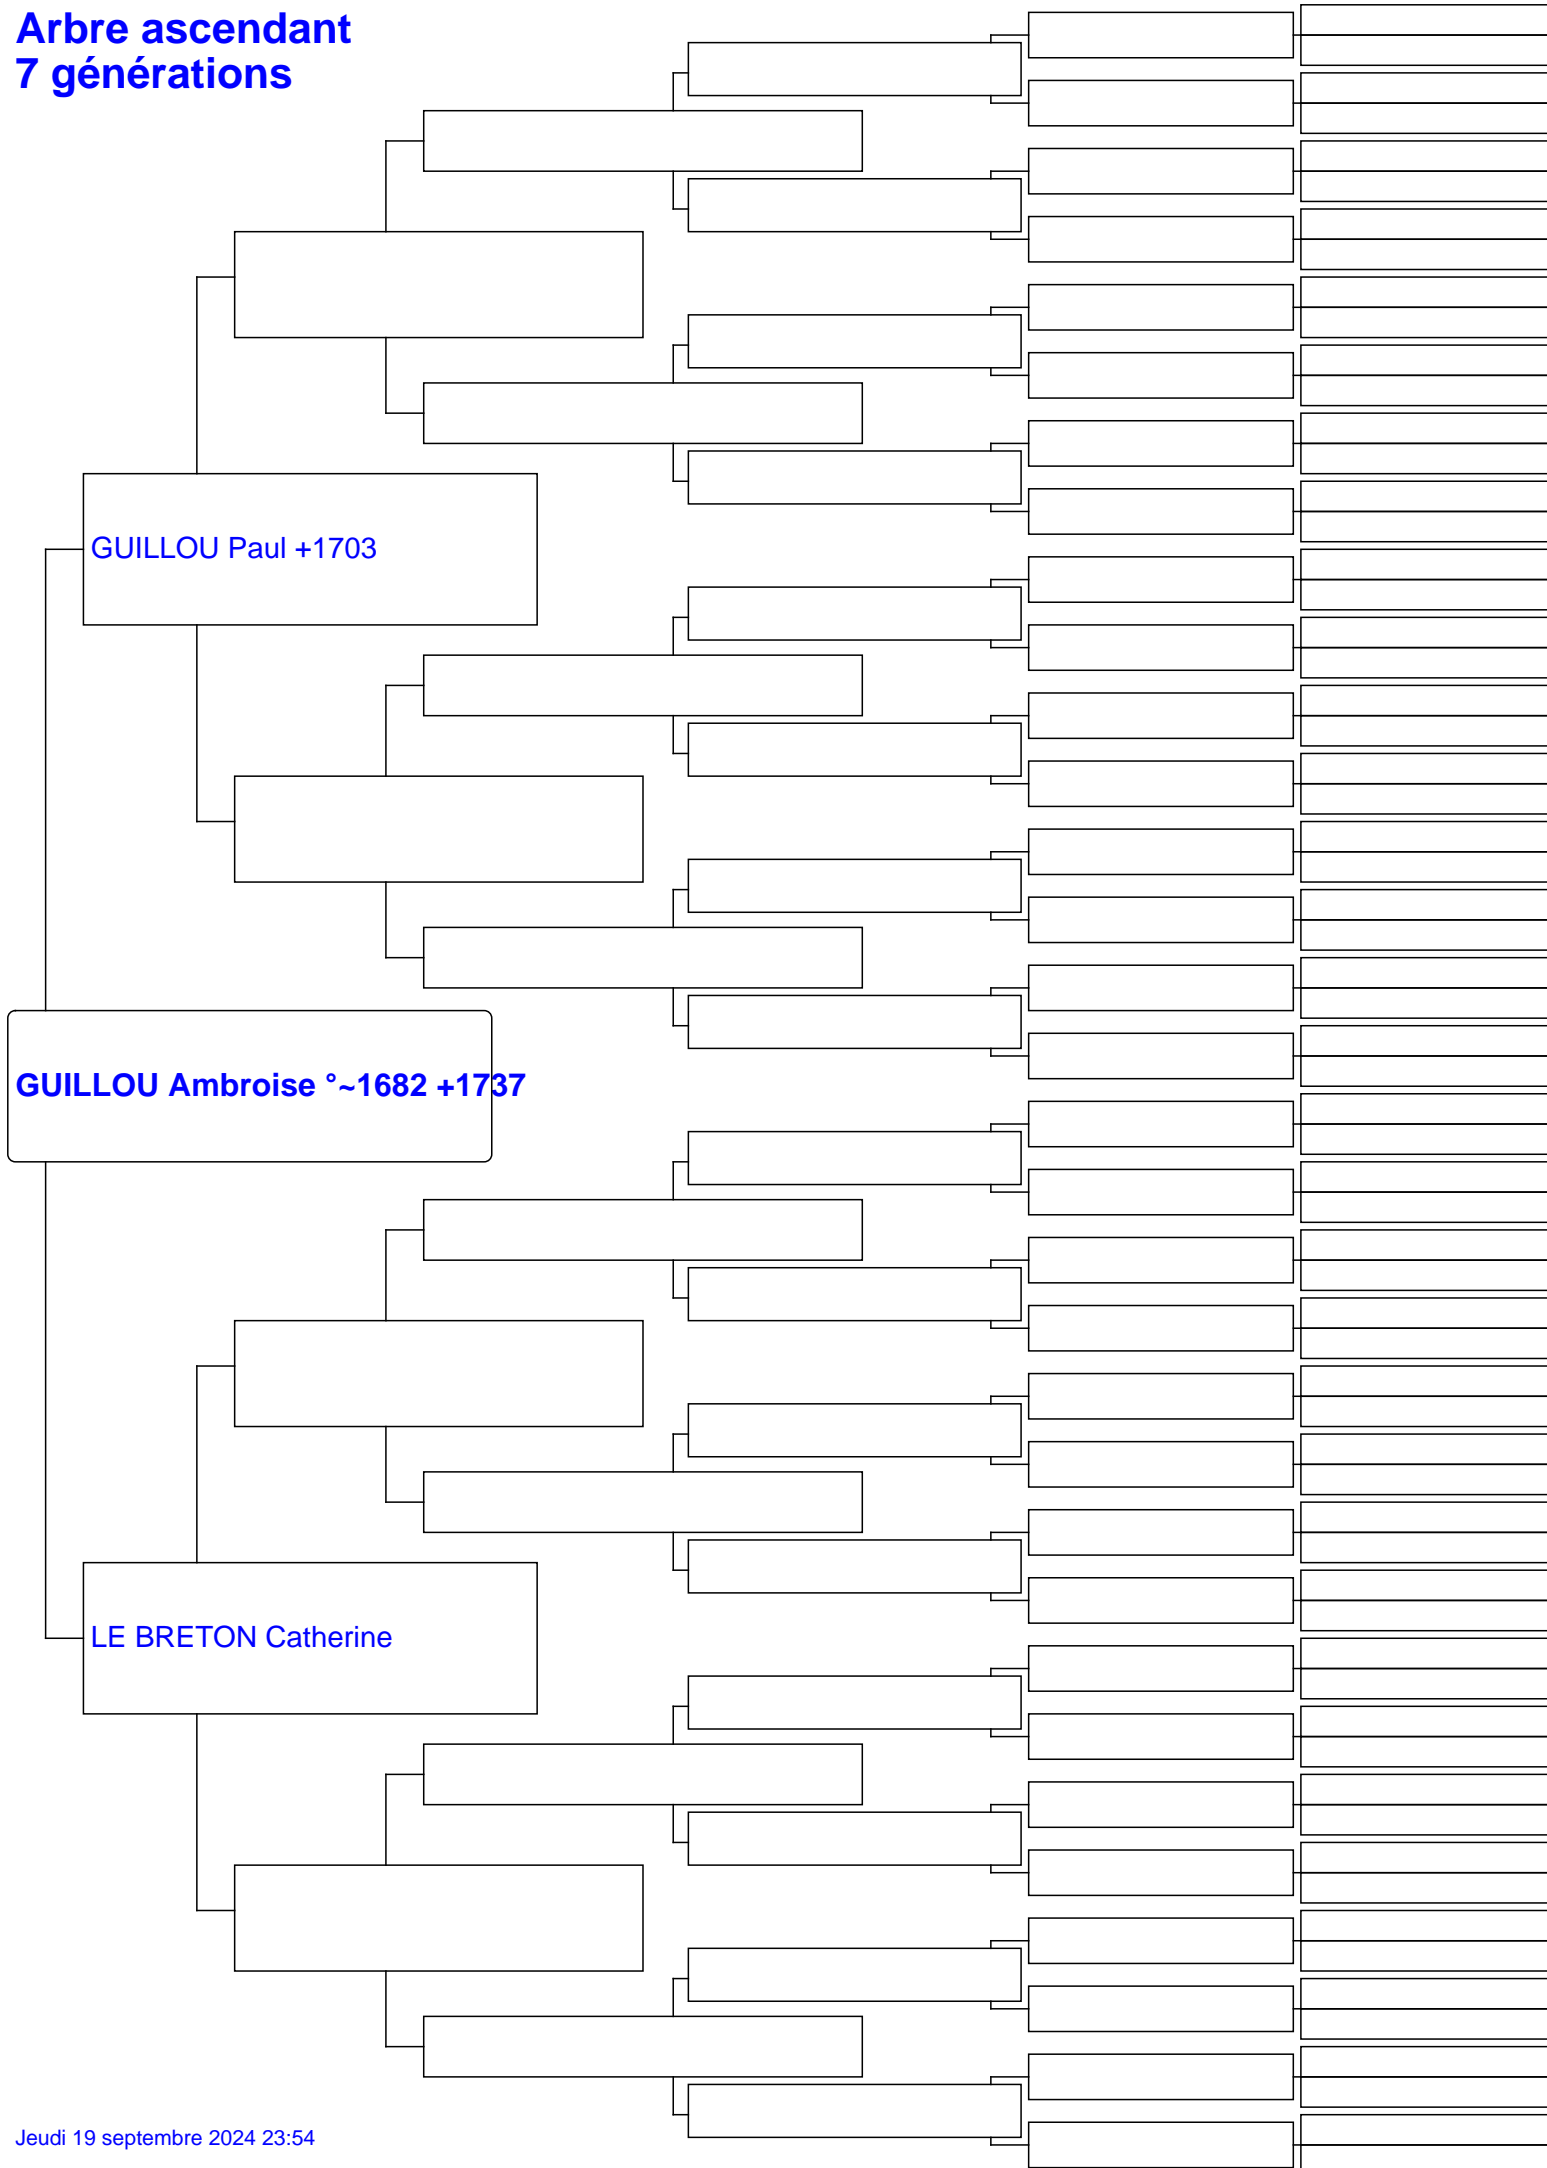 Arbre ascendant
7 générations
GUILLOU Paul +1703
GUILLOU Ambroise °~1682 +1737
LE BRETON Catherine
Jeudi 19 septembre 2024 23:54